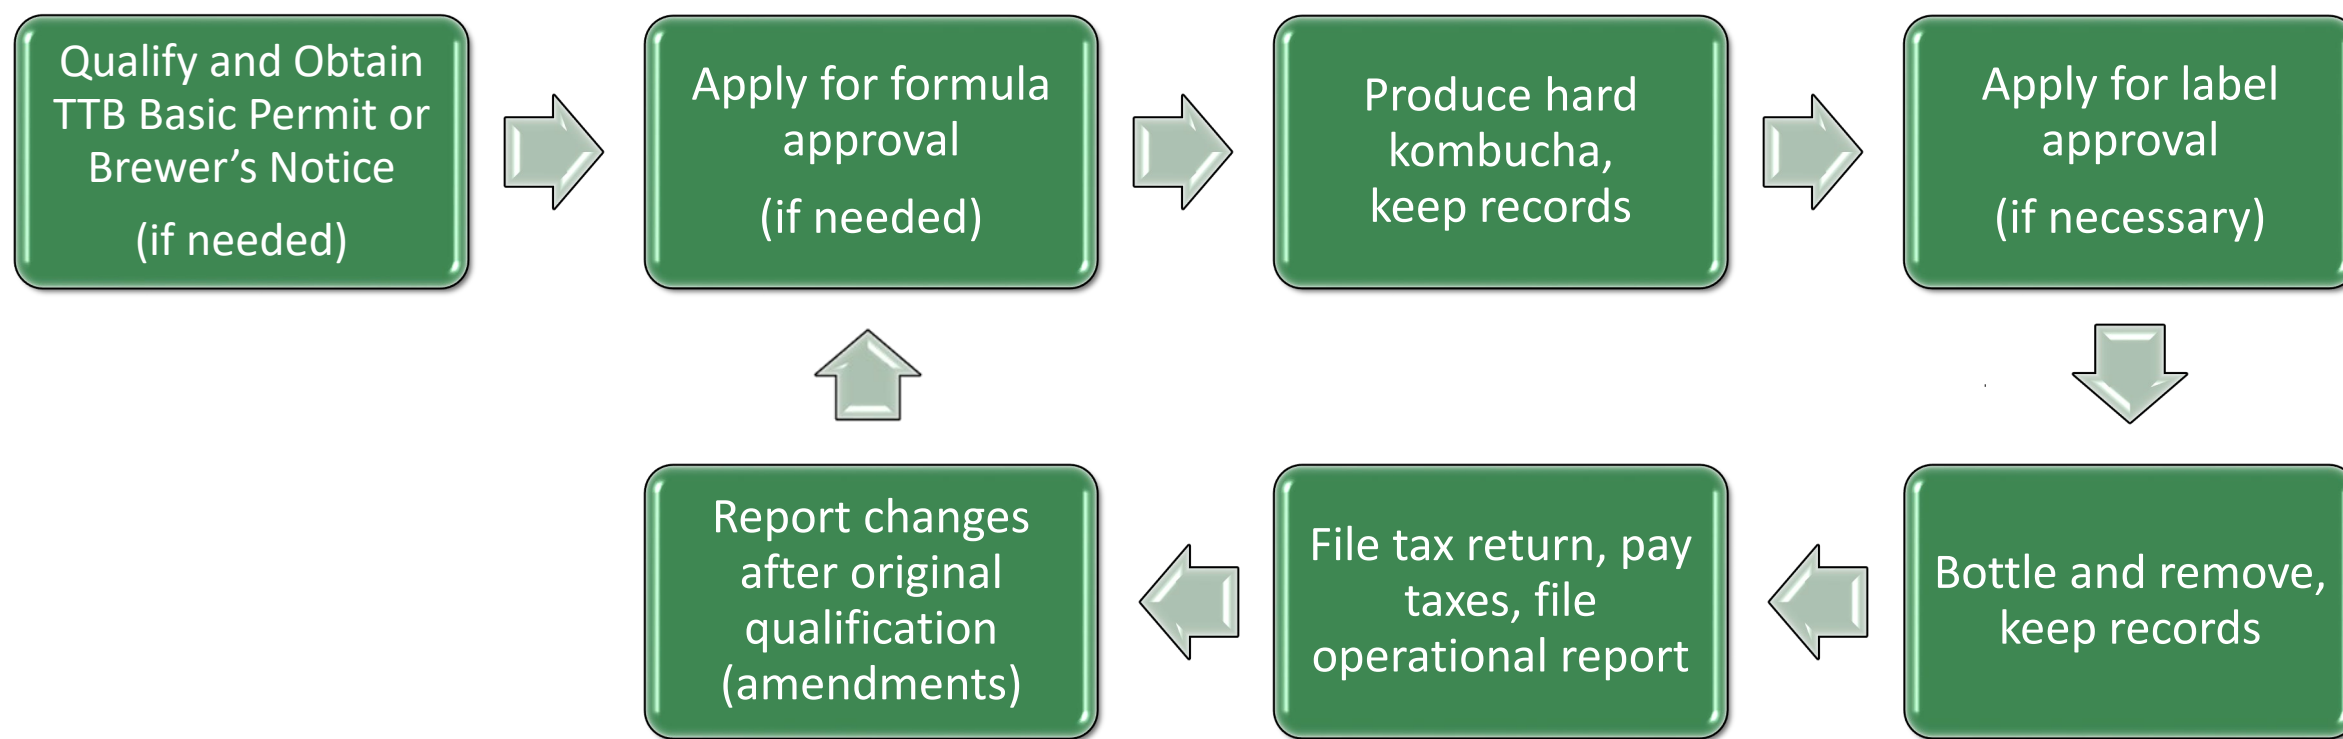 Qualify and Obtain
TTB Basic Permit or
Brewer’s Notice
(if needed)
Apply for formula
approval
(if needed)
Produce hard
kombucha,
keep records
Apply for label
approval
(if necessary)
Bottle and remove,
keep records
File tax return, pay
taxes, file
operational report
Report changes
after original
qualification
(amendments)